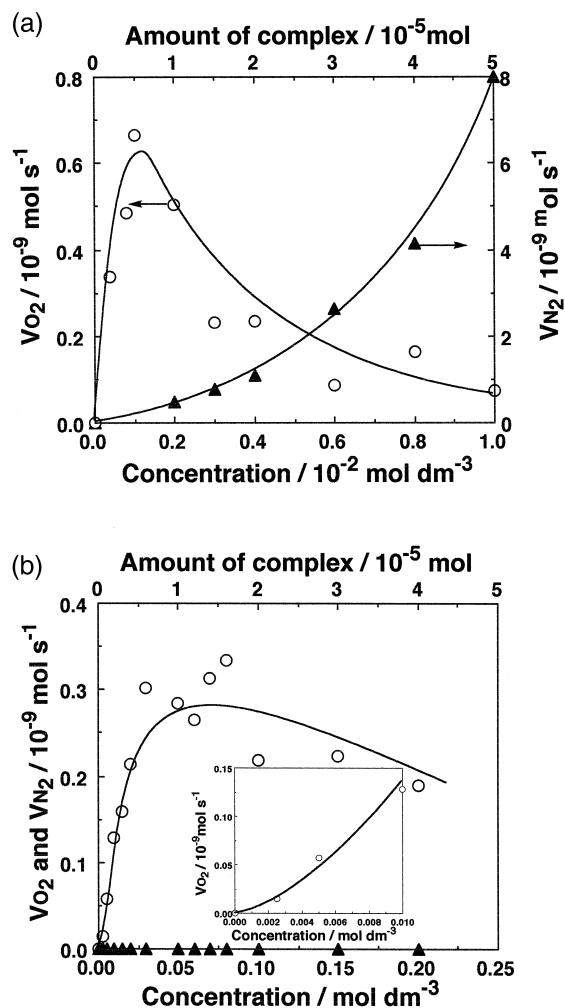 (a)
Amount of complex / 10-5mol
0 1 2 3 4 5
0.8 8
0.6 6
0.4 4
0.2 2
0.0 0
VO2 / 10-9 mol s-1
VN2 / 10-9 mol s-1
0.0 0.2 0.4 0.6 0.8 1.0
Concentration / 10-2 mol dm-3
(b)
Amount of complex / 10-5 mol
0 1 2 3 4 5
0.4
0.3
0.2
0.1
0.0
VO2 and VN2 / 10-9 mol s-1
0.15
0.10
0.05
0.00
VO2 / 10-9mol s-1
0.000 0.002 0.004 0.006 0.008 0.010
Concentration / mol dm-3
0.00 0.05 0.10 0.15 0.20 0.25
Concentration / mol dm-3